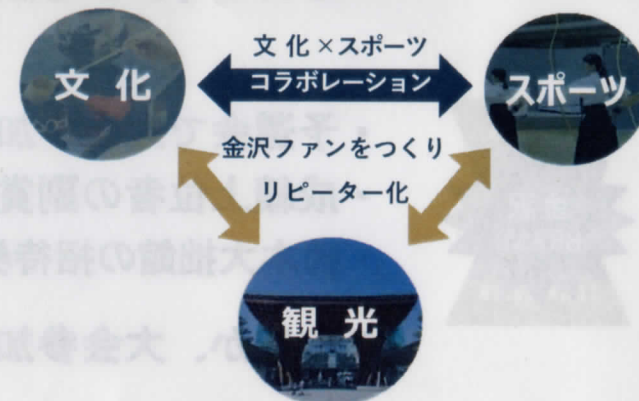 文化×スポーツ
文 化
コラボレーション
スポーツ
金沢ファンをつくり
リピーター化
観 光